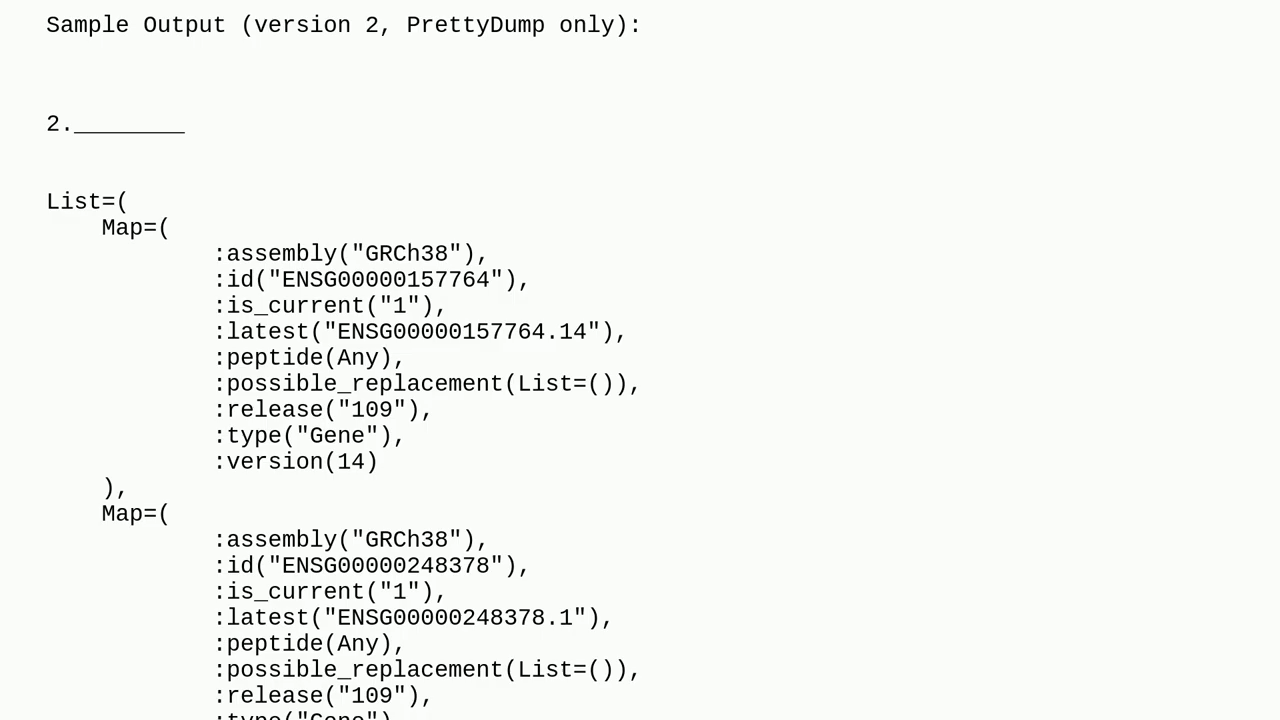 Sample Output (version 2, PrettyDump only):
2.________
List=(
Map=(
:assembly("GRCh38"),
:id("ENSG00000157764"),
:is_current("1"),
:latest("ENSG00000157764.14"),
:peptide(Any),
:possible_replacement(List=()),
:release("109"),
:type("Gene"),
:version(14)
),
Map=(
:assembly("GRCh38"),
:id("ENSG00000248378"),
:is_current("1"),
:latest("ENSG00000248378.1"),
:peptide(Any),
:possible_replacement(List=()),
:release("109"),
:type("Gene"),